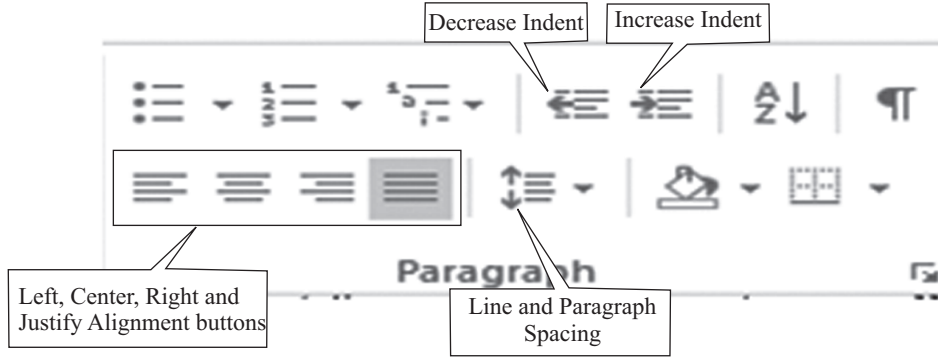 Decrease Indent
Increase Indent
Paragraph
Left, Center, Right and
Justify Alignment buttons
Line and Paragraph
Spacing